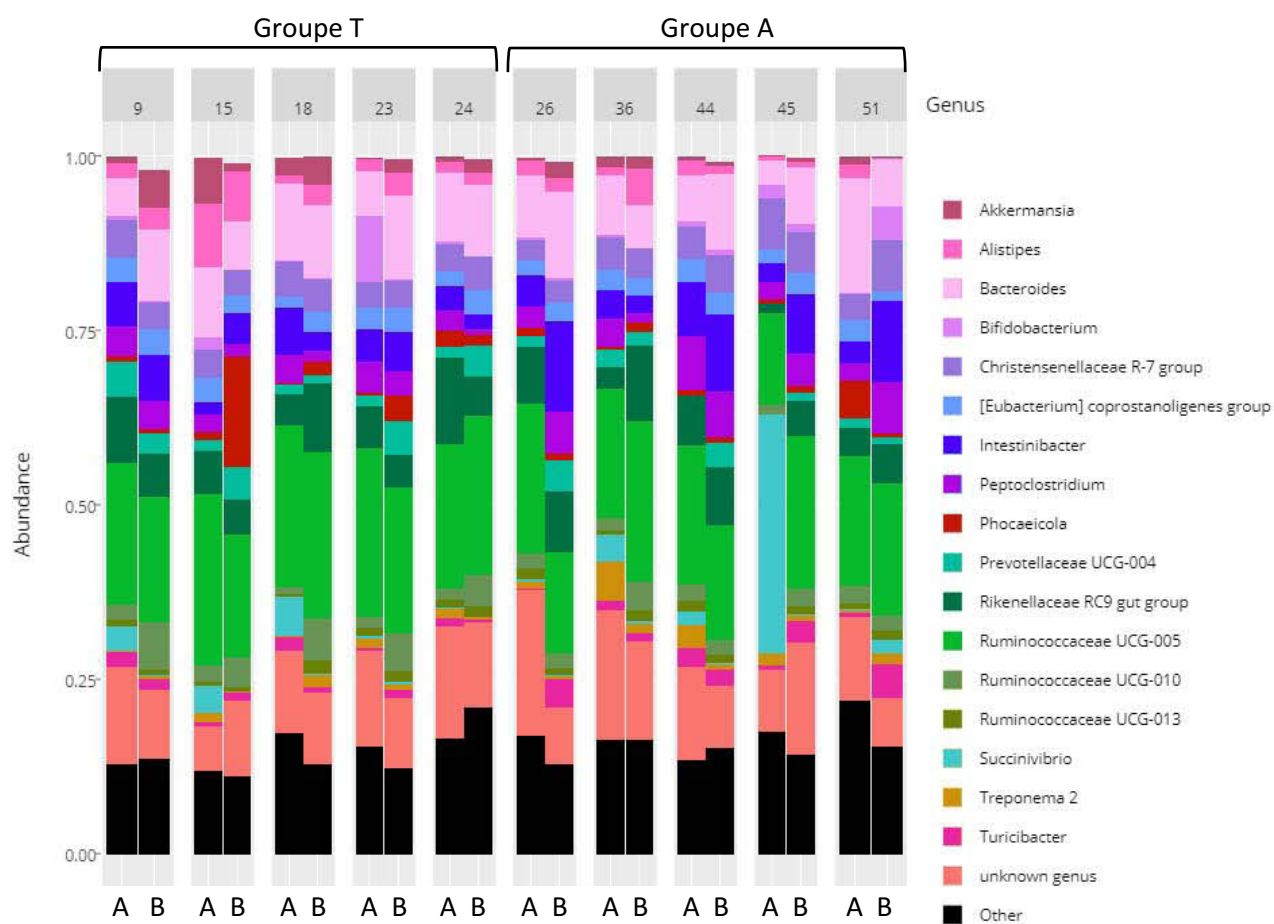 Groupe T Groupe A
9 15 18 23 24 26 36 44 45 51
Genus
1.00
0.75
0.50
0.25
0.00
Abundance
A B A B A B A B A B A B A B A B A B A B
Akkermansia
Alistipes
Bacteroides
Bifidobacterium
Christensenellaceae R-7 group
[Eubacterium] coprostanoligenes group
Intestinibacter
Peptoclostridium
Phocaeicola
Prevotellaceae UCG-004
Rikenellaceae RC9 gut group
Ruminococcaceae UCG-005
Ruminococcaceae UCG-010
Ruminococcaceae UCG-013
Succinivibrio
Treponema 2
Turicibacter
unknown genus
Other